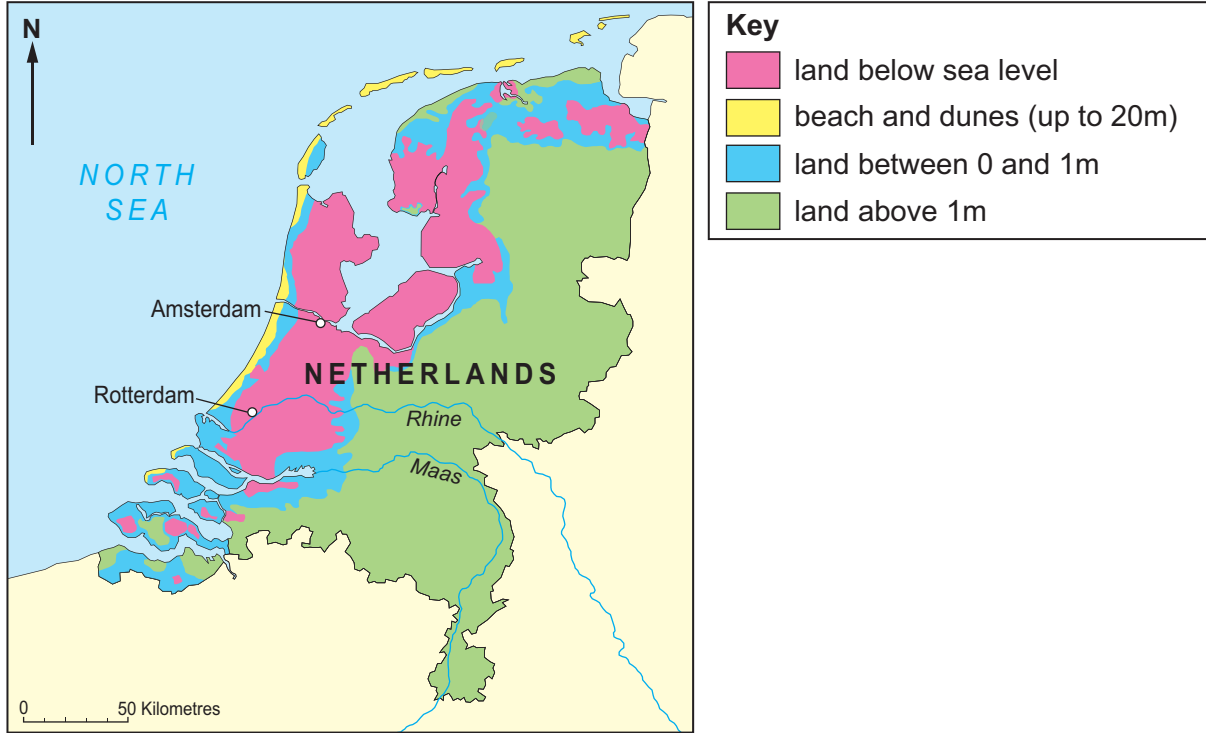 N
NORTH
SEA
Amsterdam
NETHERLANDS
Rotterdam
Rhine
Maas
0 50 Kilometres
Key
land below sea level
beach and dunes (up to 20m)
land between 0 and 1m
land above 1m